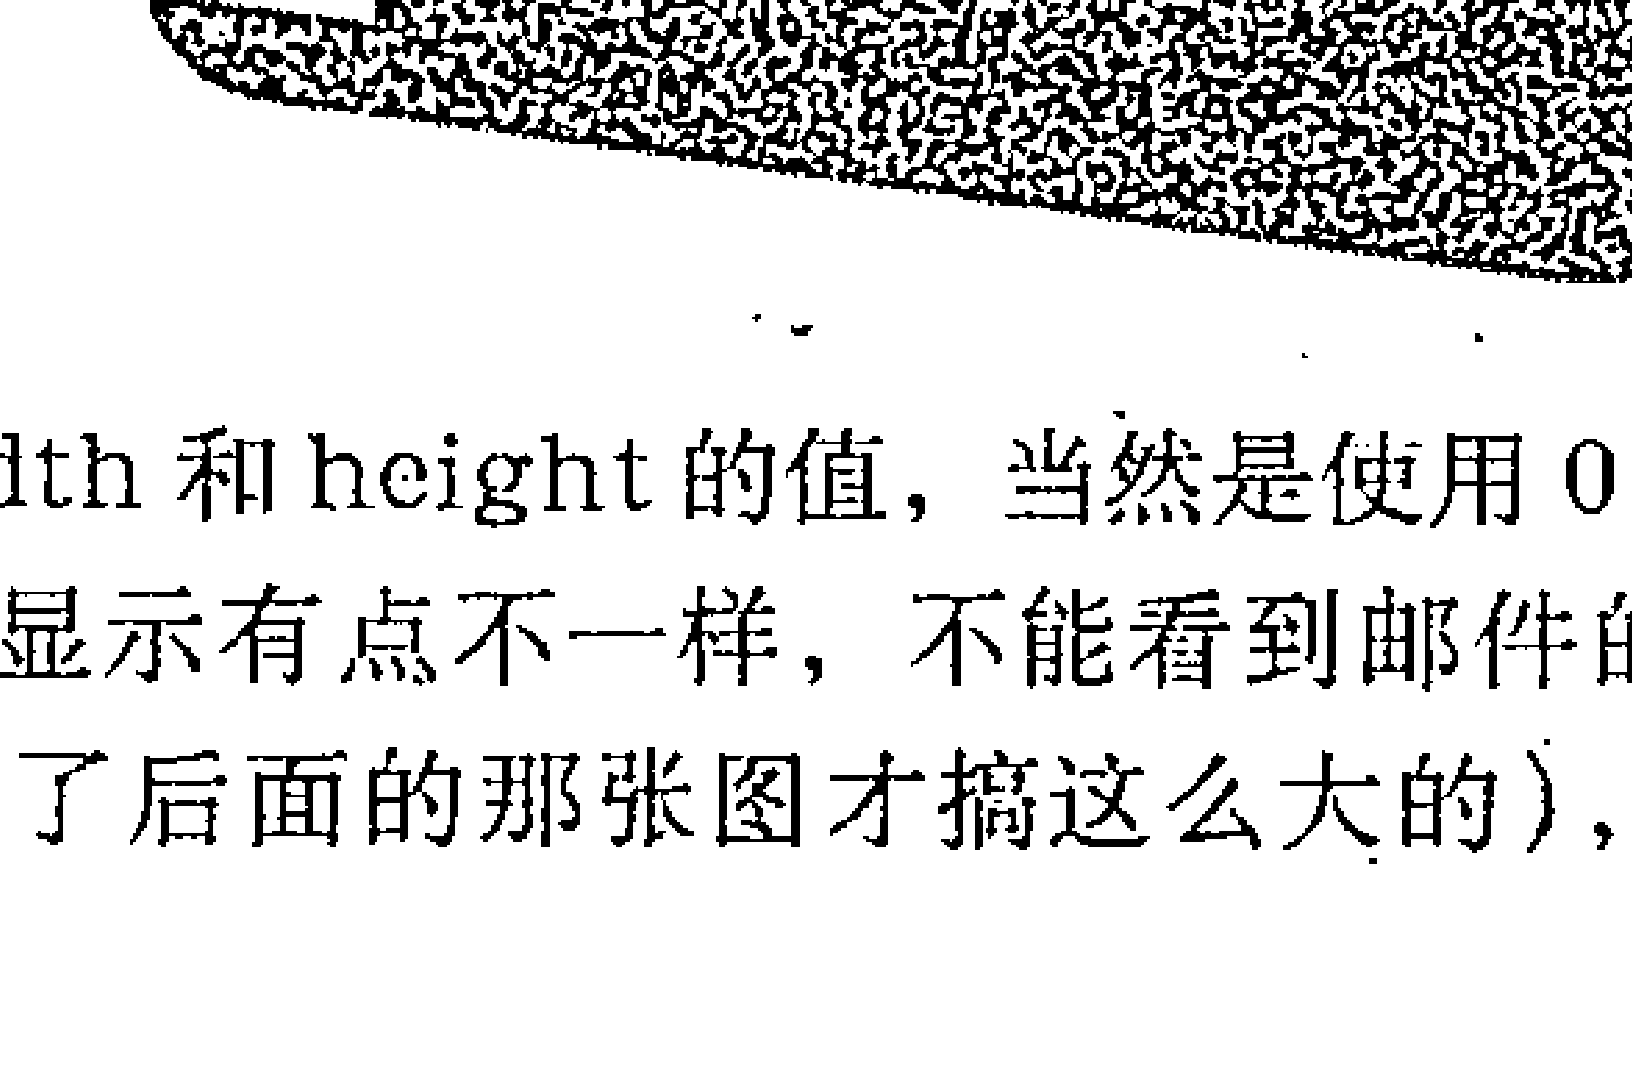 dth 和 height 的值，当然是使用 0
显示有点不一样，不能看到邮件的
了后面的那张图才搞这么大的），